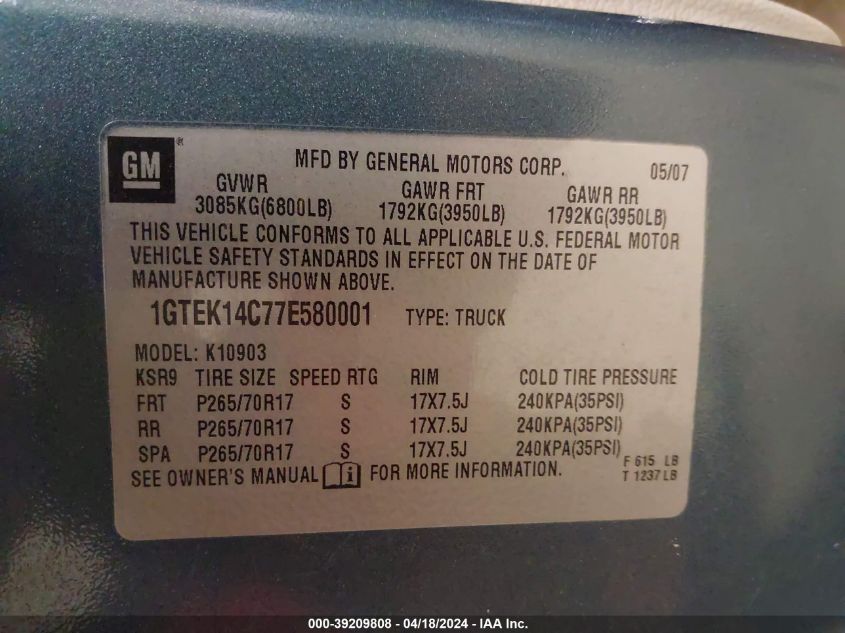 GM® MFD BY GENERAL MOTORS CORP. 05/07
GVWR GAWR FRT GAWR RR
3085KG(6800LB) 1792KG(3950LB) 1792KG(3950LB)
THIS VEHICLE CONFORMS TO ALL APPLICABLE U.S. FEDERAL MOTOR
VEHICLE SAFETY STANDARDS IN EFFECT ON THE DATE OF
MANUFACTURE SHOWN ABOVE.
1GTEK14C77E580001 TYPE: TRUCK
MODEL: K10903
KSR9 TIRE SIZE SPEED RTG RIM COLD TIRE PRESSURE
FRT P265/70R17 S 17X7.5J 240KPA(35PSI)
RR P265/70R17 S 17X7.5J 240KPA(35PSI)
SPA P265/70R17 S 17X7.5J 240KPA(35PSI)
SEE OWNER'S MANUAL i FOR MORE INFORMATION.
F 615 LB
T 1237 LB
000-39209808 - 04/18/2024 - IAA Inc.